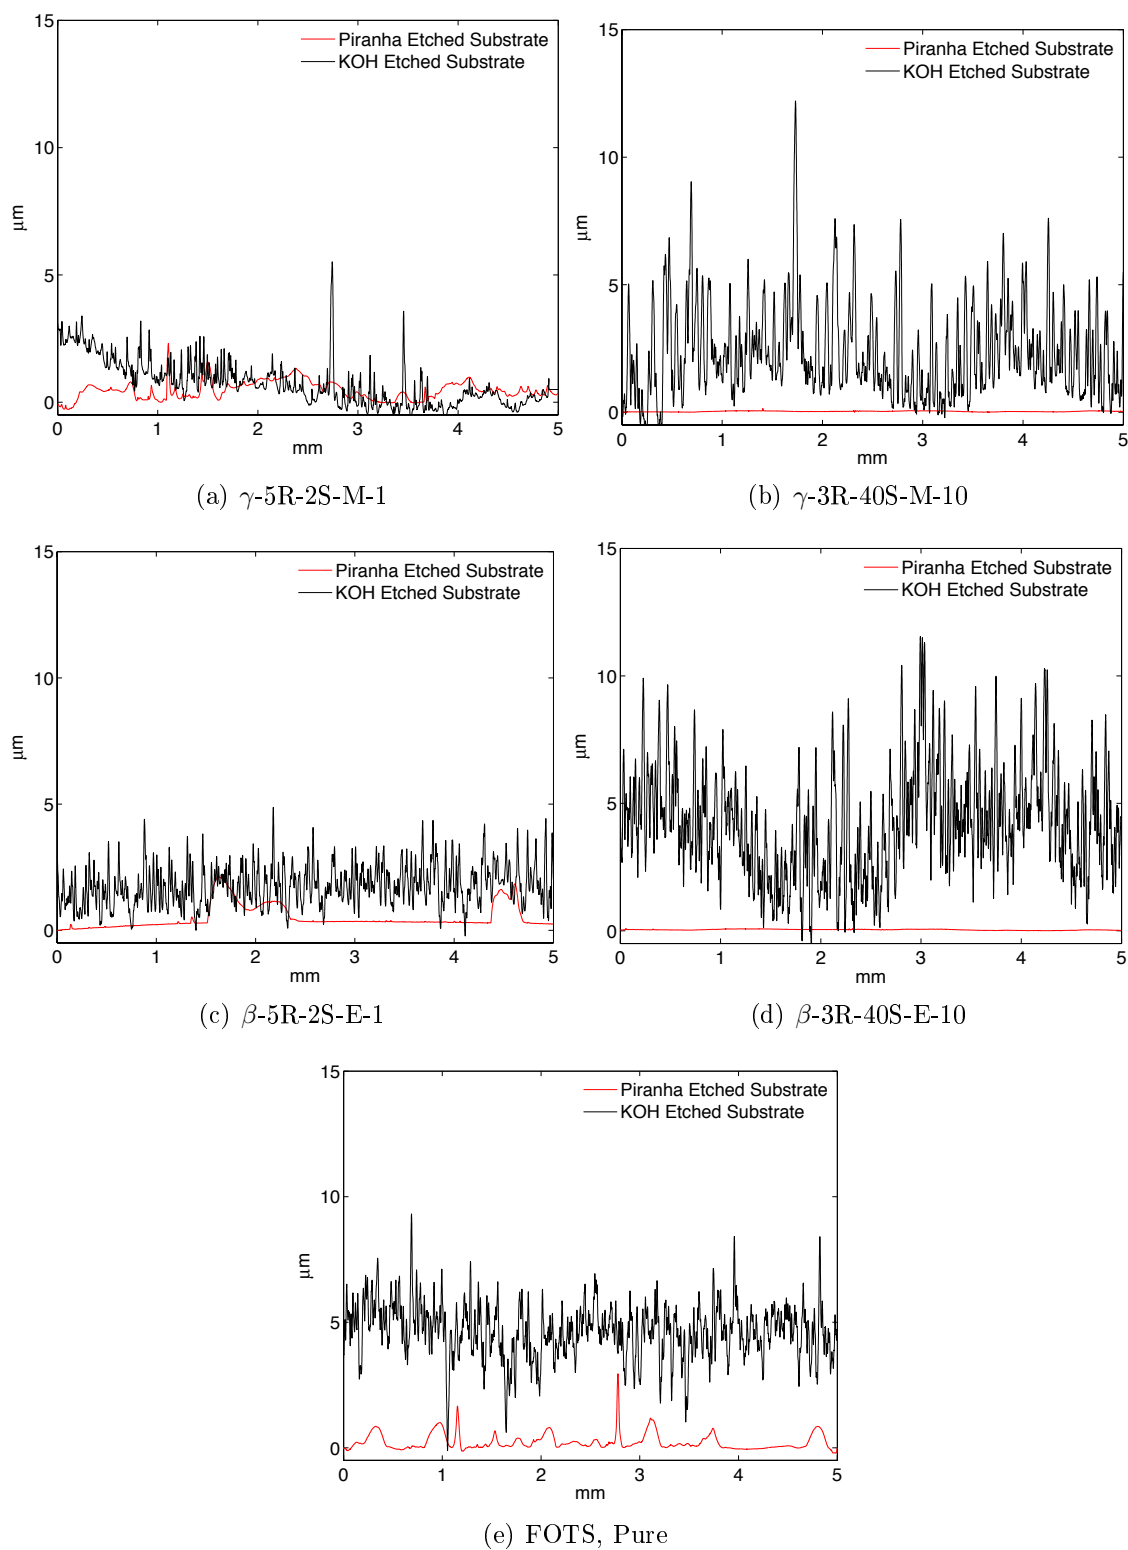 15
10
5
0
μm
Piranha Etched Substrate
KOH Etched Substrate
0 1 2 3 4 5
mm
(a) γ-5R-2S-M-1
15
10
5
0
μm
Piranha Etched Substrate
KOH Etched Substrate
0 1 2 3 4 5
mm
(b) γ-3R-40S-M-10
15
10
5
0
μm
Piranha Etched Substrate
KOH Etched Substrate
0 1 2 3 4 5
mm
(c) β-5R-2S-E-1
15
10
5
0
μm
Piranha Etched Substrate
KOH Etched Substrate
0 1 2 3 4 5
mm
(d) β-3R-40S-E-10
15
10
5
0
μm
Piranha Etched Substrate
KOH Etched Substrate
0 1 2 3 4 5
mm
(e) FOTS, Pure